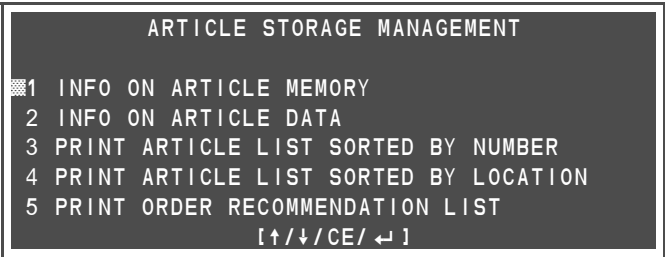 ARTICLE STORAGE MANAGEMENT
▒1 INFO ON ARTICLE MEMORY
2 INFO ON ARTICLE DATA
3 PRINT ARTICLE LIST SORTED BY NUMBER
4 PRINT ARTICLE LIST SORTED BY LOCATION
5 PRINT ORDER RECOMMENDATION LIST
[↑/↓/CE/↵]